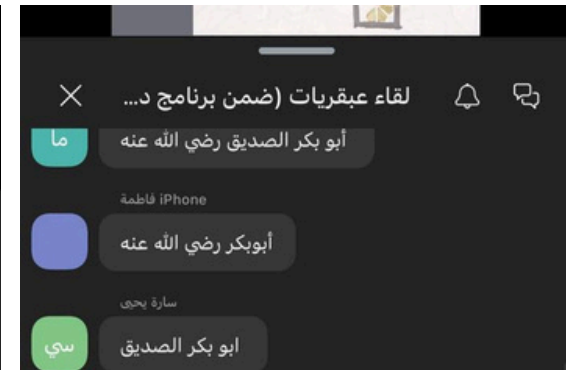 لقاء عبقريات (ضمن برنامج د...
ما
أبو بكر الصديق رضي الله عنه
iPhone فاطمة
أبوبكر رضي الله عنه
سارة يحيى
سي
ابو بكر الصديق